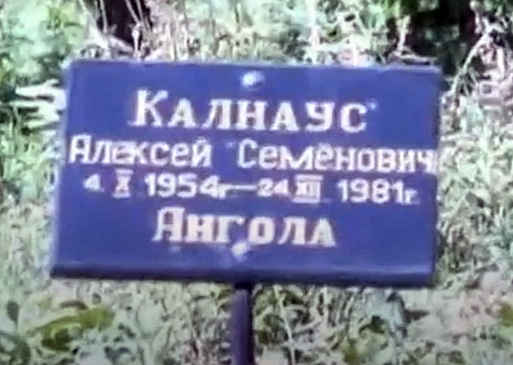 КАЛНАУС
Алексей Семёнович
4 X 1954г—24 XII 1981г.
Ангола